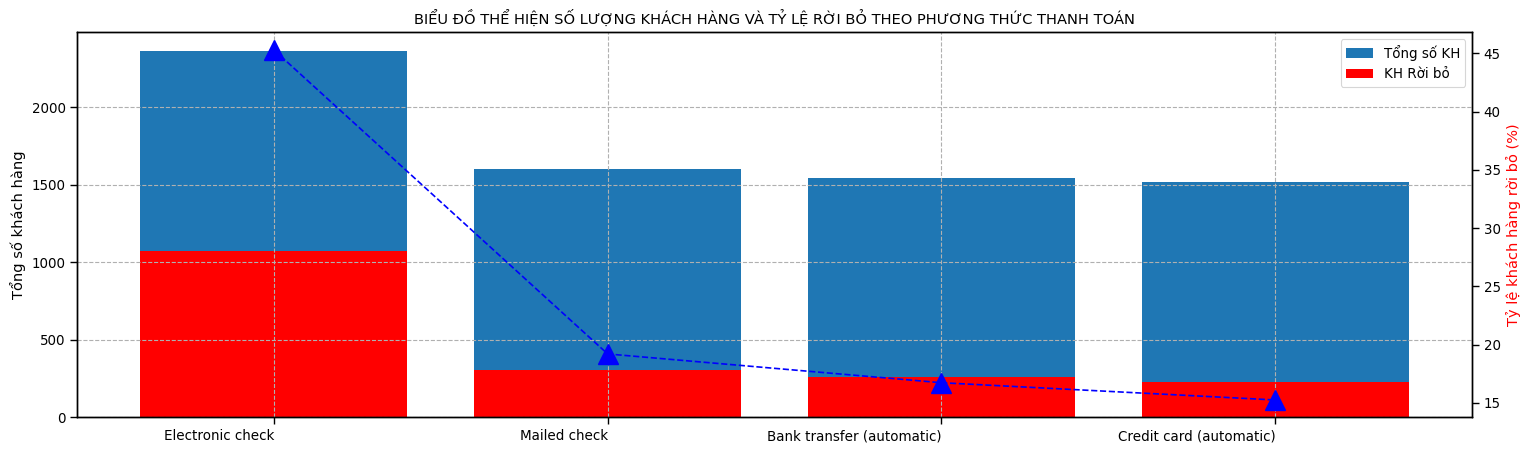 BIỂU ĐỒ THỂ HIỆN SỐ LƯỢNG KHÁCH HÀNG VÀ TỶ LỆ RỜI BỎ THEO PHƯƠNG THỨC THANH TOÁN
Tổng số KH
KH Rời bỏ
Tổng số khách hàng
2000
1500
1000
500
0
45
40
35
30
25
20
15
Tỷ lệ khách hàng rời bỏ (%)
Electronic check
Mailed check
Bank transfer (automatic)
Credit card (automatic)